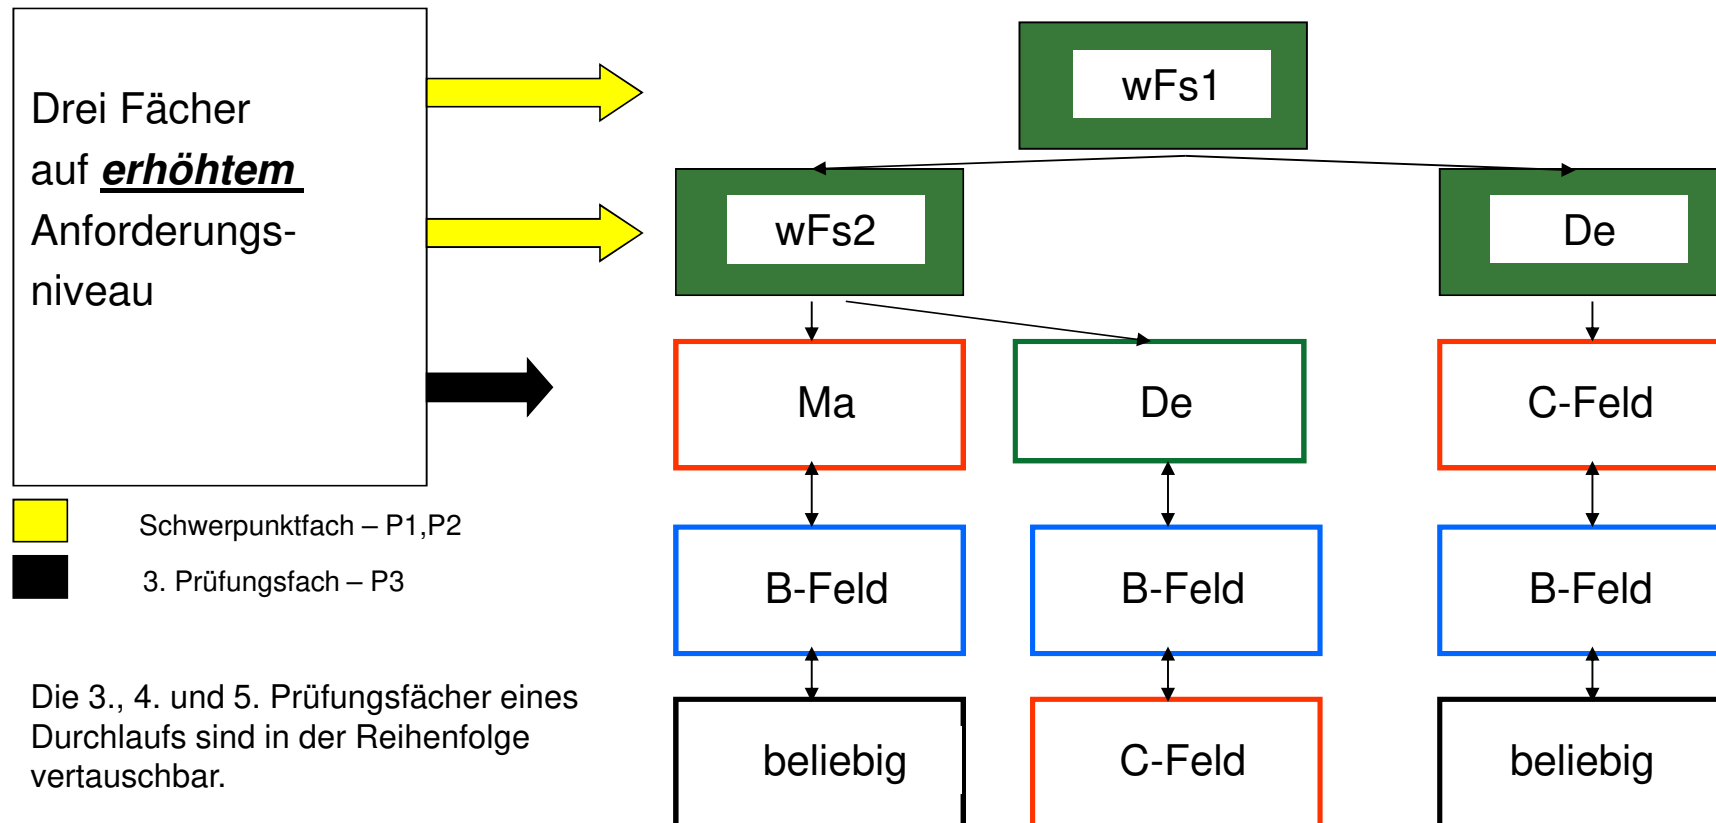 Drei Fächer
auf erhöhtem
Anforderungs-
niveau
Schwerpunktfach – P1,P2
3. Prüfungsfach – P3
Die 3., 4. und 5. Prüfungsfächer eines
Durchlaufs sind in der Reihenfolge
vertauschbar.
wFs1
wFs2
De
Ma
De
C-Feld
B-Feld
B-Feld
B-Feld
beliebig
C-Feld
beliebig